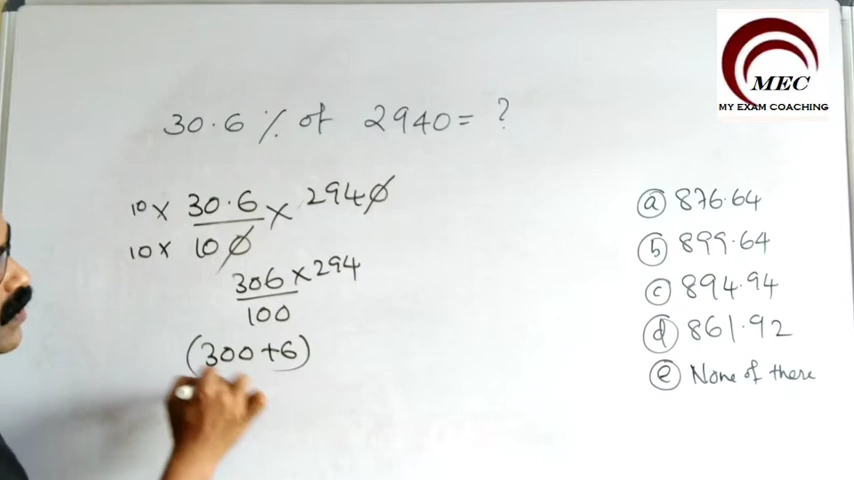 MEC
MY EXAM COACHING
30.6 % of 2940 = ?
10 × 30.6 × 2940
10 × 100
306 × 294
100
(300+6)
(a) 876.64
(b) 899.64
(c) 894.94
(d) 861.92
(e) None of there